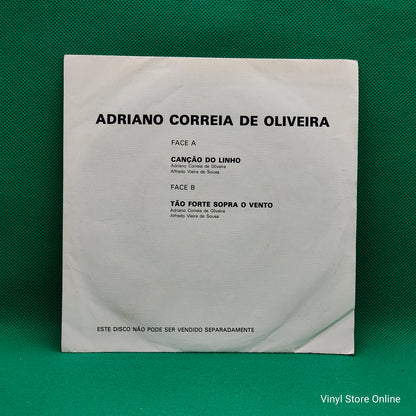 ADRIANO CORREIA DE OLIVEIRA
FACE A
CANÇÃO DO LINHO
Adriano Correia de Oliveira
Alfredo Vieira de Sousa
FACE B
TÃO FORTE SOPRA O VENTO
Adriano Correia de Oliveira
Alfredo Vieira de Sousa
ESTE DISCO NÃO PODE SER VENDIDO SEPARADAMENTE
Vinyl Store Online